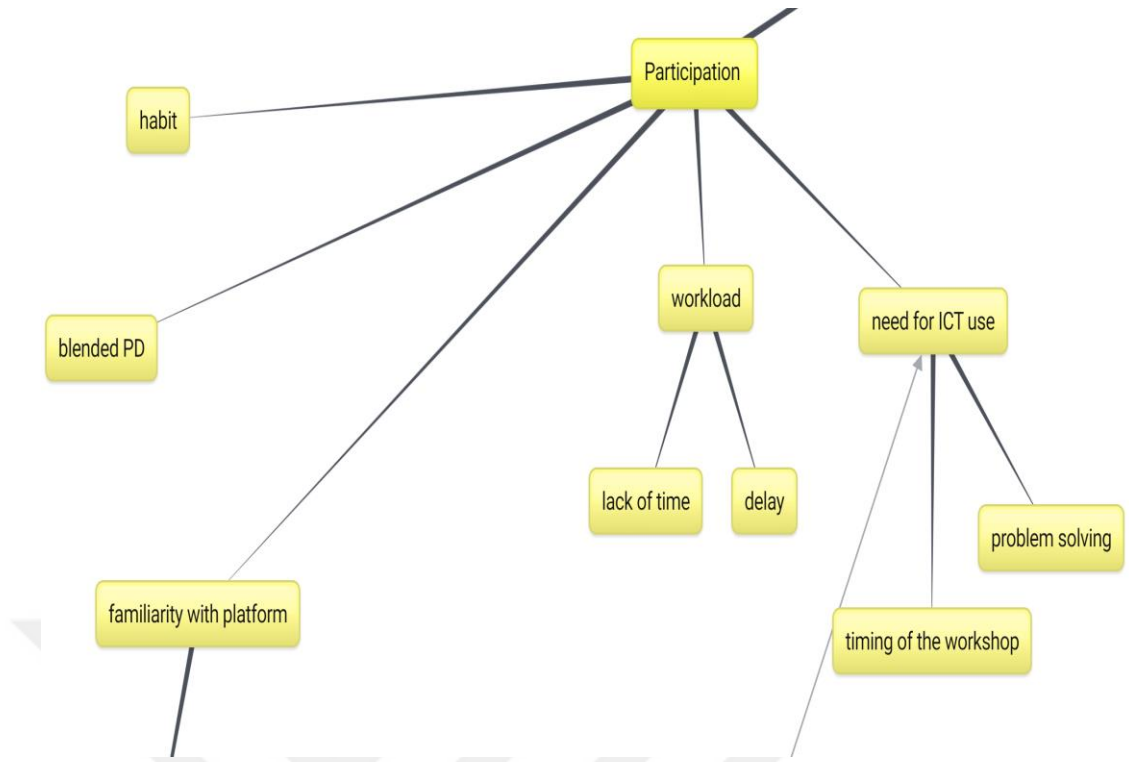 Participation
habit
workload
need for ICT use
blended PD
lack of time
delay
problem solving
familiarity with platform
timing of the workshop